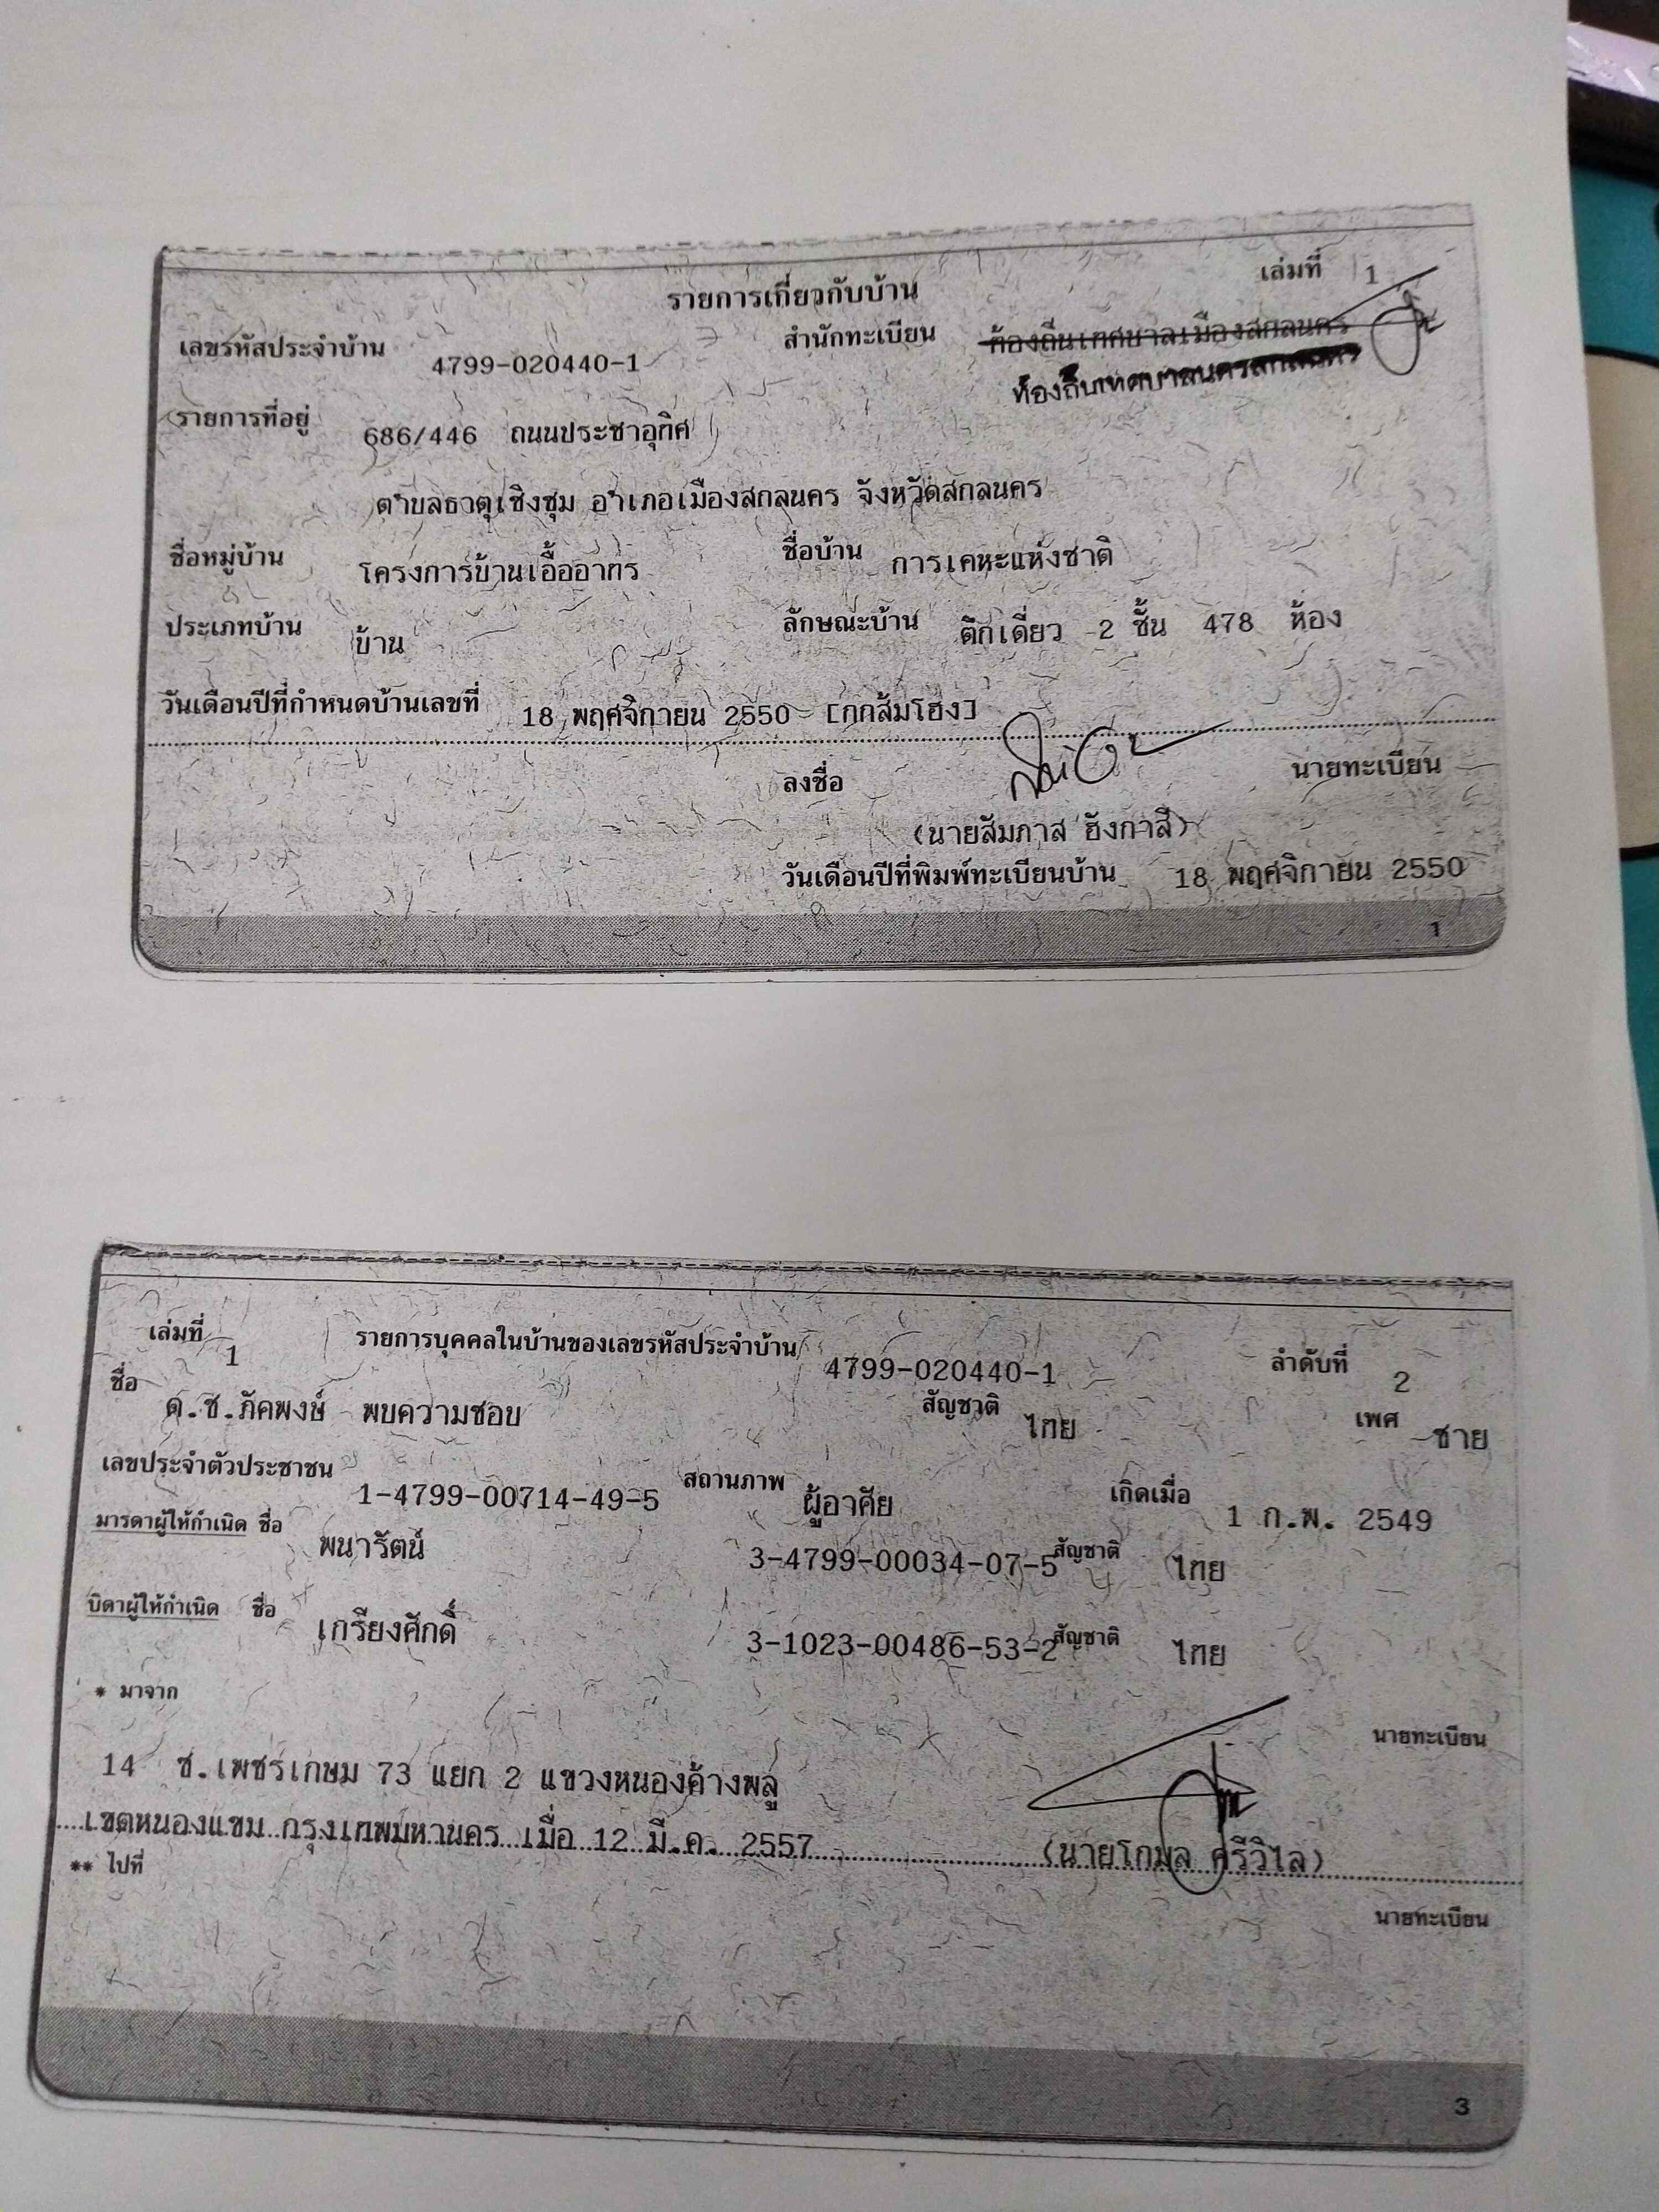 เล่มที่ 1
รายการเกี่ยวกับบ้าน
เลขรหัสประจำบ้าน 4799-020440-1 สำนักทะเบียน ท้องถิ่นเทศบาลเมืองสกลนคร
ท้องถิ่นเทศบาลนครสกลนคร
รายการที่อยู่ 686/446 ถนนประชาอุทิศ
ตำบลธาตุเชิงชุม อำเภอเมืองสกลนคร จังหวัดสกลนคร
ชื่อหมู่บ้าน โครงการบ้านเอื้ออาทร ชื่อบ้าน การเคหะแห่งชาติ
ประเภทบ้าน บ้าน ลักษณะบ้าน ตึกเดี่ยว 2 ชั้น 478 ห้อง
วันเดือนปีที่กำหนดบ้านเลขที่ 18 พฤศจิกายน 2550 [กกส้มโฮง]
ลงชื่อ นายทะเบียน
(นายสัมภาส ฮังกาสี)
วันเดือนปีที่พิมพ์ทะเบียนบ้าน 18 พฤศจิกายน 2550
1
เล่มที่ 1 รายการบุคคลในบ้านของเลขรหัสประจำบ้าน 4799-020440-1 ลำดับที่ 2
ชื่อ ด.ช.ภัคพงษ์ พบความชอบ สัญชาติ ไทย เพศ ชาย
เลขประจำตัวประชาชน 1-4799-00714-49-5 สถานภาพ ผู้อาศัย เกิดเมื่อ 1 ก.พ. 2549
มารดาผู้ให้กำเนิด ชื่อ พนารัตน์ 3-4799-00034-07-5 สัญชาติ ไทย
บิดาผู้ให้กำเนิด ชื่อ เกรียงศักดิ์ 3-1023-00486-53-2 สัญชาติ ไทย
* มาจาก
นายทะเบียน
14 ซ.เพชรเกษม 73 แยก 2 แขวงหนองค้างพลู
เขตหนองแขม กรุงเทพมหานคร เมื่อ 12 มี.ค. 2557 (นายโกมล ศรีวิไล)
** ไปที่
นายทะเบียน
3